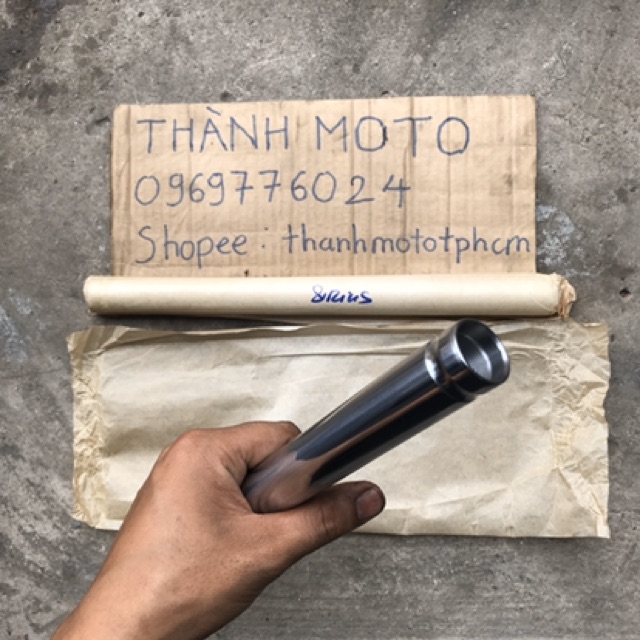 THÀNH MOTO
0969776024
Shopee: thanhmototphcm
SIRIUS